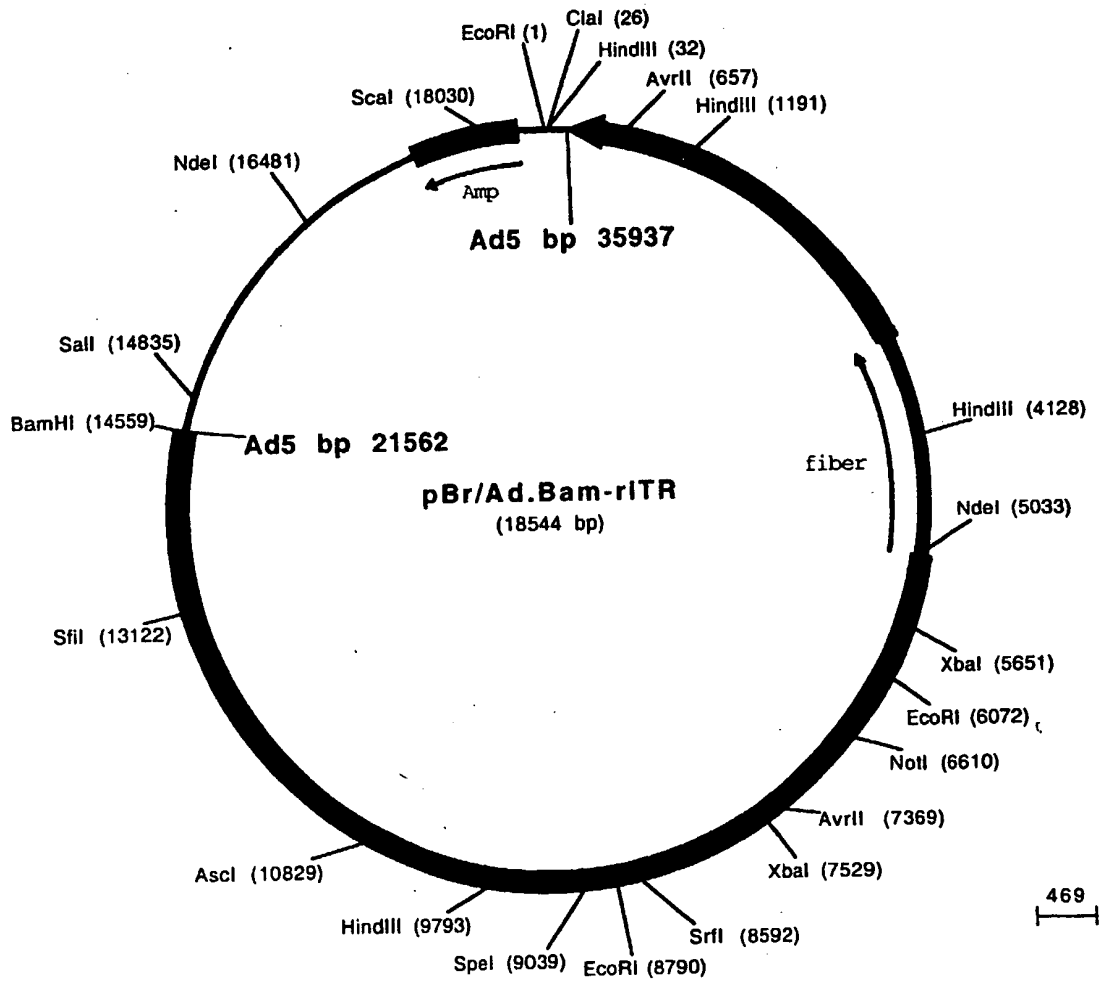 ClaI (26)
EcoRI (1)
HindIII (32)
AvrII (657)
ScaI (18030)
HindIII (1191)
NdeI (16481)
Amp
Ad5 bp 35937
SalI (14835)
HindIII (4128)
BamHI (14559)
Ad5 bp 21562
fiber
pBr/Ad.Bam-rITR
(18544 bp)
NdeI (5033)
SfiI (13122)
XbaI (5651)
EcoRI (6072)
NotI (6610)
AvrII (7369)
AscI (10829)
XbaI (7529)
469
HindIII (9793)
SrfI (8592)
SpeI (9039)
EcoRI (8790)